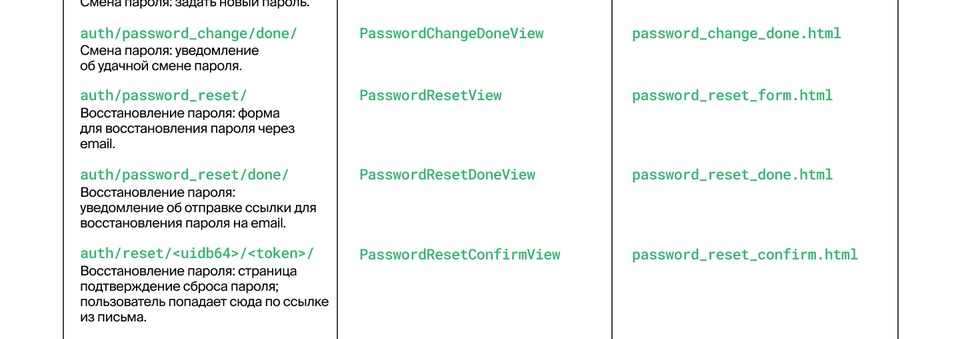 Смена пароля: задать новый пароль.
auth/password_change/done/
Смена пароля: уведомление
об удачной смене пароля.
PasswordChangeDoneView
password_change_done.html
auth/password_reset/
Восстановление пароля: форма
для восстановления пароля через
email.
PasswordResetView
password_reset_form.html
auth/password_reset/done/
Восстановление пароля:
уведомление об отправке ссылки для
восстановления пароля на email.
PasswordResetDoneView
password_reset_done.html
auth/reset/<uidb64>/<token>/
Восстановление пароля: страница
подтверждение сброса пароля;
пользователь попадает сюда по ссылке
из письма.
PasswordResetConfirmView
password_reset_confirm.html